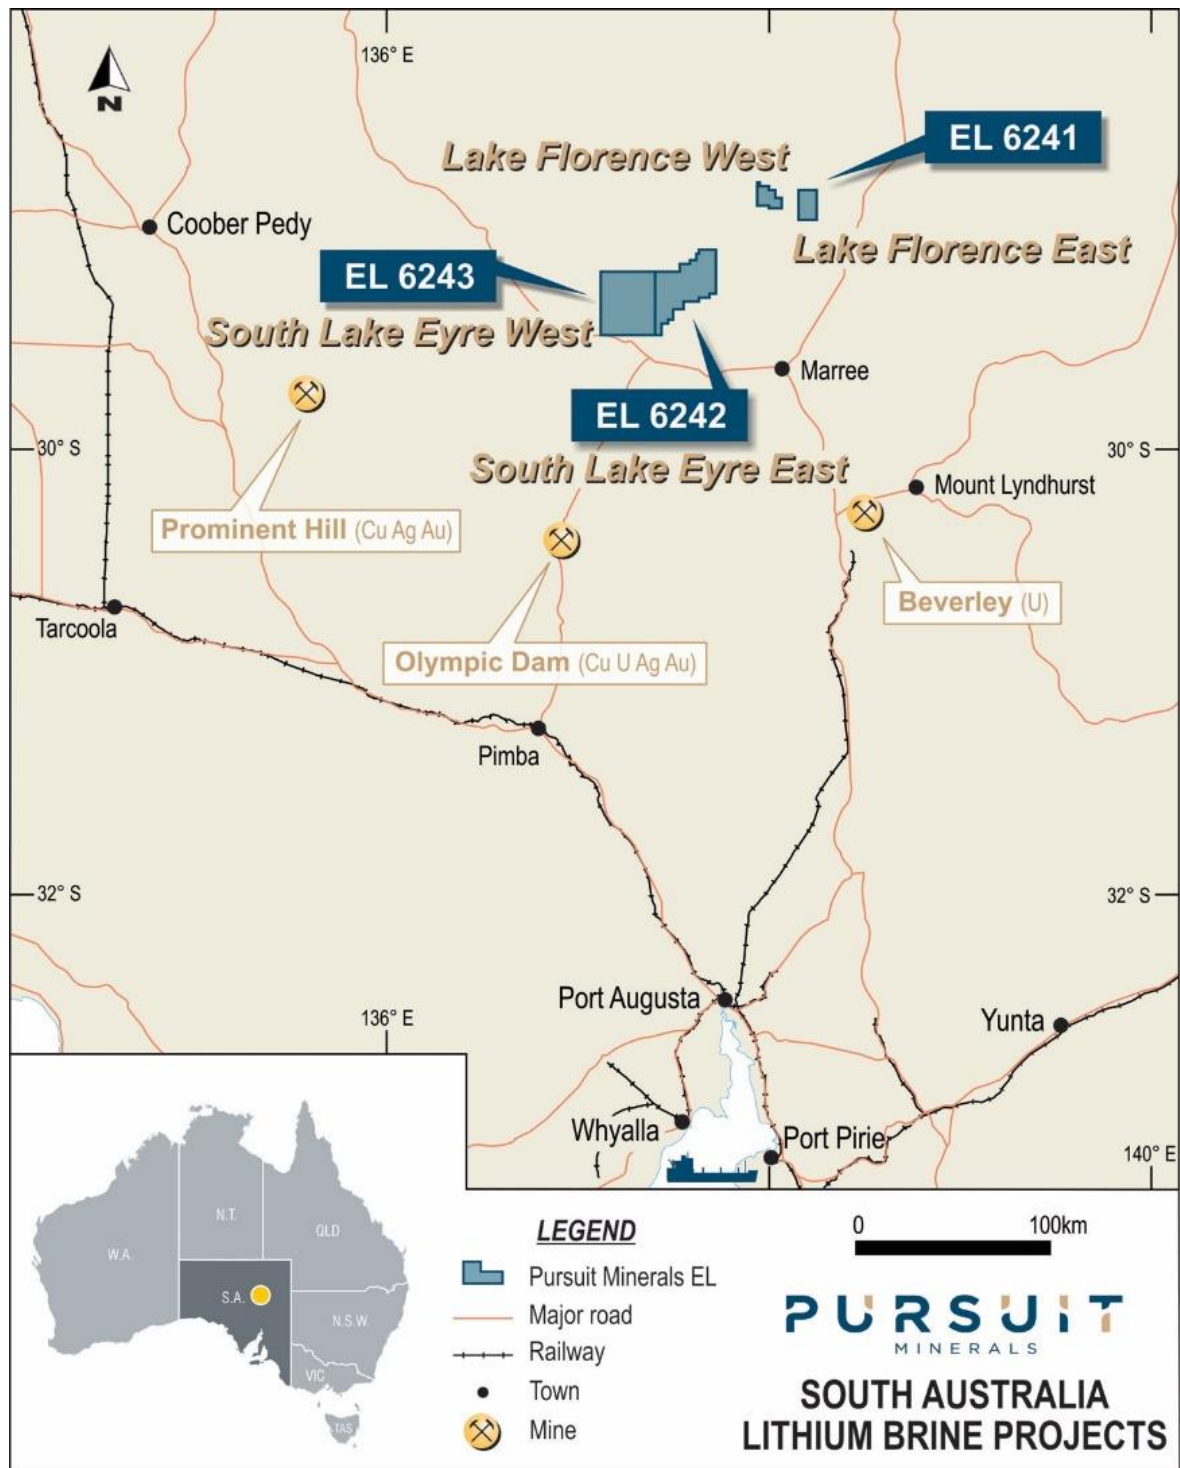 136° E
N
Lake Florence West
EL 6241
Coober Pedy
Lake Florence East
EL 6243
South Lake Eyre West
Marree
EL 6242
30° S
30° S
South Lake Eyre East
Mount Lyndhurst
Prominent Hill (Cu Ag Au)
Beverley (U)
Tarcoola
Olympic Dam (Cu U Ag Au)
Pimba
32° S
32° S
Port Augusta
136° E
Yunta
Whyalla
Port Pirie
140° E
N.T.
QLD
W.A.
S.A.
N.S.W.
VIC
TAS
LEGEND
Pursuit Minerals EL
Major road
Railway
Town
Mine
0 100km
PURSUIT
MINERALS
SOUTH AUSTRALIA
LITHIUM BRINE PROJECTS